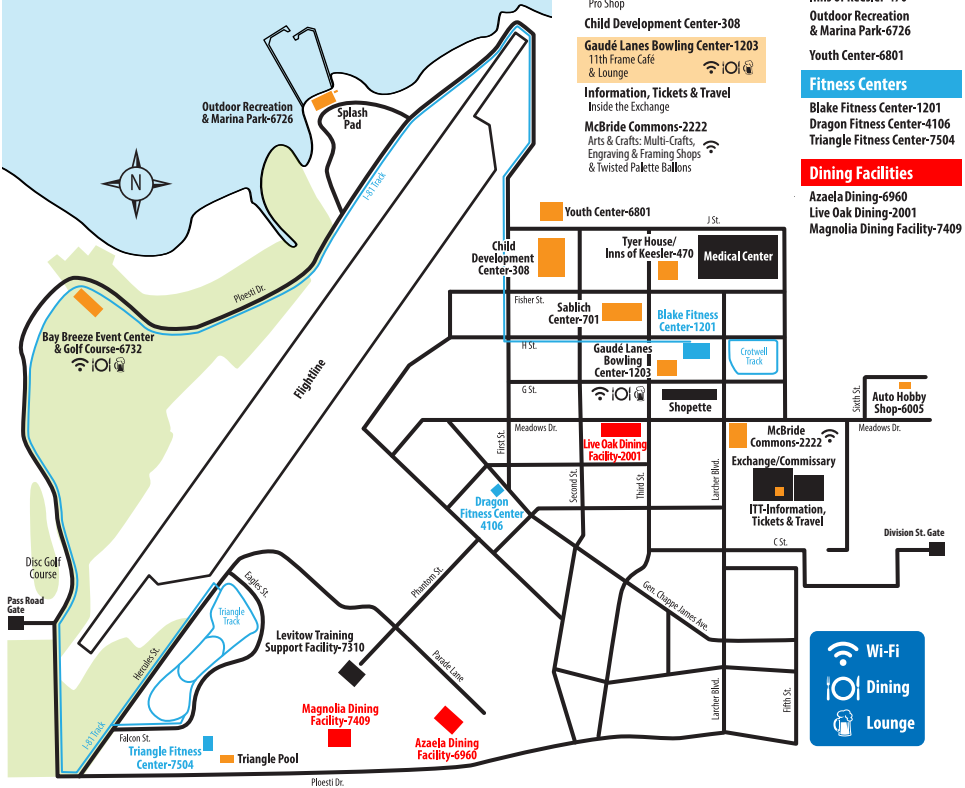 Pro Shop
Child Development Center-308
Gaudé Lanes Bowling Center-1203
11th Frame Café
& Lounge
Information, Tickets & Travel
Inside the Exchange
McBride Commons-2222
Arts & Crafts: Multi-Crafts,
Engraving & Framing Shops
& Twisted Palette Ballons
Outdoor Recreation
& Marina Park-6726
Youth Center-6801
Fitness Centers
Blake Fitness Center-1201
Dragon Fitness Center-4106
Triangle Fitness Center-7504
Dining Facilities
Azaela Dining-6960
Live Oak Dining-2001
Magnolia Dining Facility-7409
Outdoor Recreation
& Marina Park-6726
Splash
Pad
N
J-81 Track
Ploesti Dr.
Bay Breeze Event Center
& Golf Course-6732
Flightline
Youth Center-6801
J St.
Child
Development
Center-308
Tyer House/
Inns of Keesler-470
Medical Center
Fisher St.
Sablich
Center-701
Blake Fitness
Center-1201
H St.
Gaudé Lanes
Bowling
Center-1203
Crotwell
Track
G St.
Shopette
Sixth St.
Auto Hobby
Shop-6005
Meadows Dr.
Meadows Dr.
First St.
Live Oak Dining
Facility-2001
McBride
Commons-2222
Second St.
Third St.
Larcher Blvd.
Exchange/Commissary
ITT-Information,
Tickets & Travel
Dragon
Fitness Center
4106
C St.
Division St. Gate
Disc Golf
Course
Pass Road
Gate
Eagles St.
Phantom St.
Gen. Chappe James Ave.
Triangle
Track
Levitow Training
Support Facility-7310
Hercules St.
Parade Lane
Larcher Blvd.
Fifth St.
Magnolia Dining
Facility-7409
Azaela Dining
Facility-6960
J-81 Track
Falcon St.
Triangle Fitness
Center-7504
Triangle Pool
Ploesti Dr.
Wi-Fi
Dining
Lounge